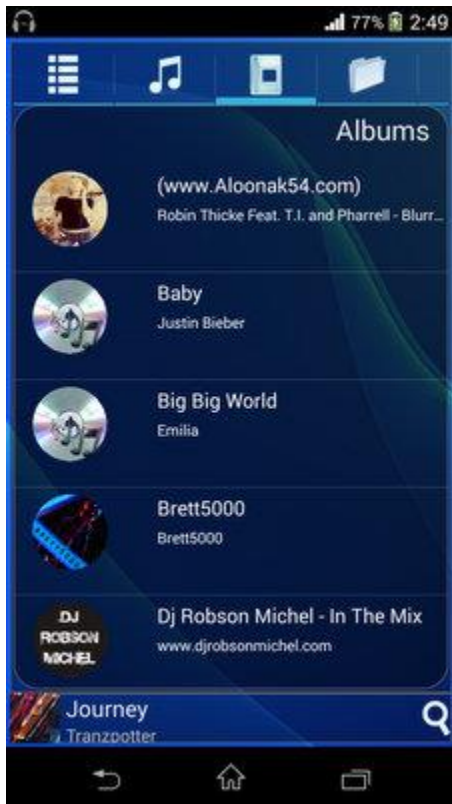 77% 2:49
Albums
(www.Aloonak54.com)
Robin Thicke Feat. T.I. and Pharrell - Blurr...
Baby
Justin Bieber
Big Big World
Emilia
Brett5000
Brett5000
DJ
ROBSON
MICHEL
Dj Robson Michel - In The Mix
www.djrobsonmichel.com
Journey
Tranzpotter